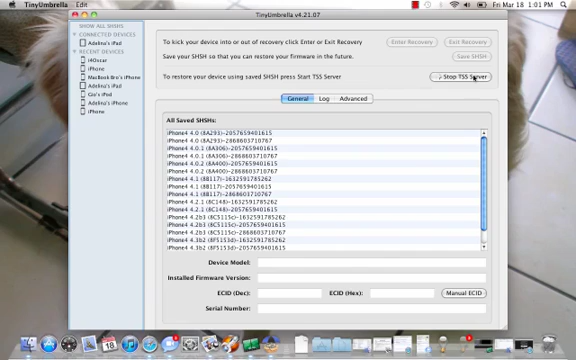 TinyUmbrella Edit
Fri Mar 18 1:01 PM
TinyUmbrella v4.21.07
SHOW ALL SHSHS
CONNECTED DEVICES
Adelina's iPad
RECENT DEVICES
iPhone
MacBook Bro's iPhone
Adelina's iPad
Gio's iPod
Adelina's iPhone
iPhone
To kick your device into or out of recovery click Enter or Exit Recovery
Enter Recovery
Exit Recovery
Save your SHSH so that you can restore your firmware in the future.
Save SHSH
To restore your device using saved SHSH press Start TSS Server
Stop TSS Server
General
Log
Advanced
All Saved SHSHs:
iPhone4 4.0 (8A293)-2057659401615
iPhone4 4.0 (8A293)-2868603710767
iPhone4 4.0.1 (8A306)-2057659401615
iPhone4 4.0.1 (8A306)-2868603710767
iPhone4 4.0.2 (8A400)-2057659401615
iPhone4 4.0.2 (8A400)-2868603710767
iPhone4 4.1 (8B117)-1632591785262
iPhone4 4.1 (8B117)-2057659401615
iPhone4 4.1 (8B117)-2868603710767
iPhone4 4.2.1 (8C148)-1632591785262
iPhone4 4.2.1 (8C148)-2057659401615
iPhone4 4.2b3 (8C5115c)-1632591785262
iPhone4 4.2b3 (8C5115c)-2057659401615
iPhone4 4.2b3 (8C5115c)-2868603710767
iPhone4 4.3b2 (8F5153d)-1632591785262
iPhone4 4.3b2 (8F5153d)-2057659401615
Device Model:
Installed Firmware Version:
ECID (Dec):
ECID (Hex):
Manual ECID
Serial Number:
18